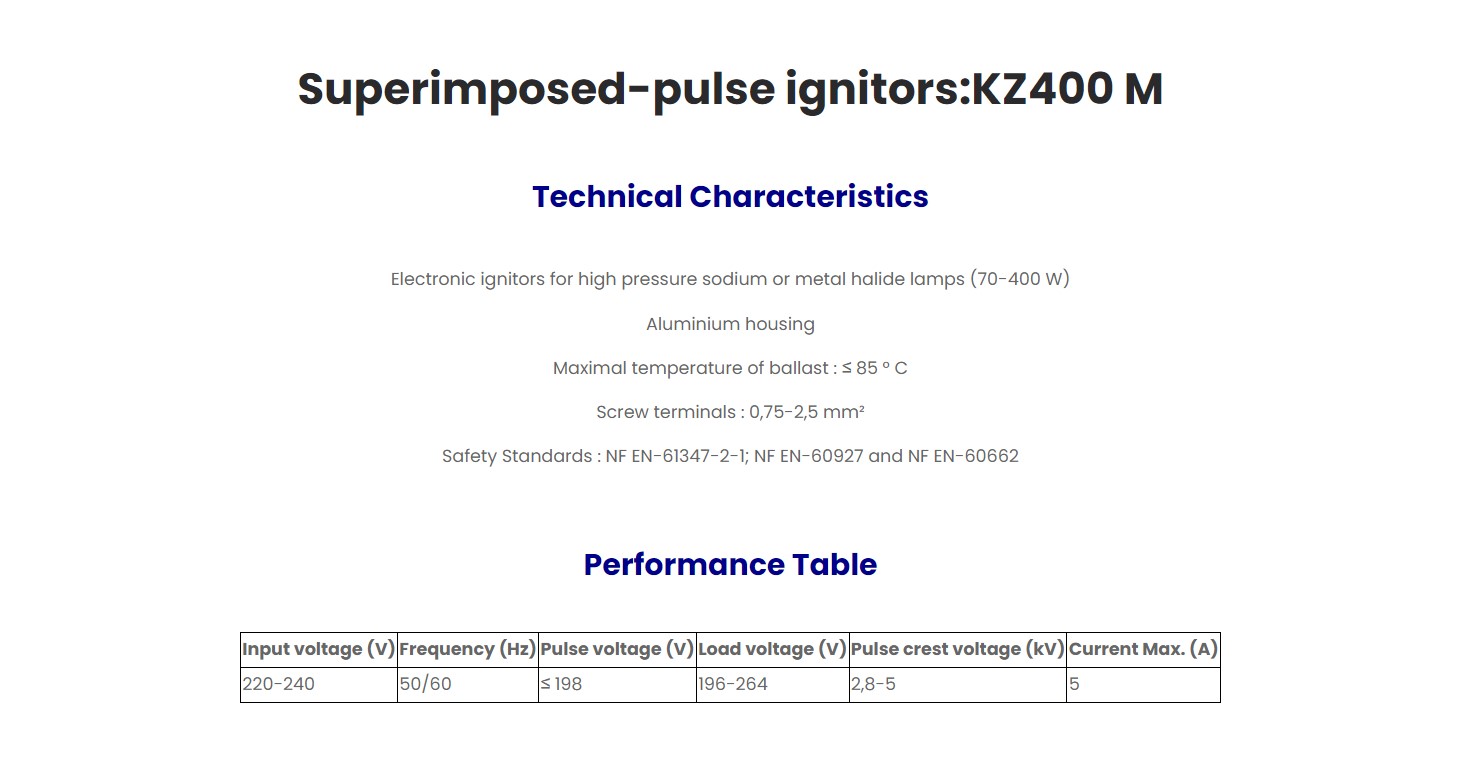 Superimposed-pulse ignitors:KZ400 M
Technical Characteristics
Electronic ignitors for high pressure sodium or metal halide lamps (70-400 W)
Aluminium housing
Maximal temperature of ballast : ≤ 85 ° C
Screw terminals : 0,75-2,5 mm²
Safety Standards : NF EN-61347-2-1; NF EN-60927 and NF EN-60662
Performance Table
Input voltage (V) Frequency (Hz) Pulse voltage (V) Load voltage (V) Pulse crest voltage (kV) Current Max. (A)
220-240 50/60 ≤ 198 196-264 2,8-5 5